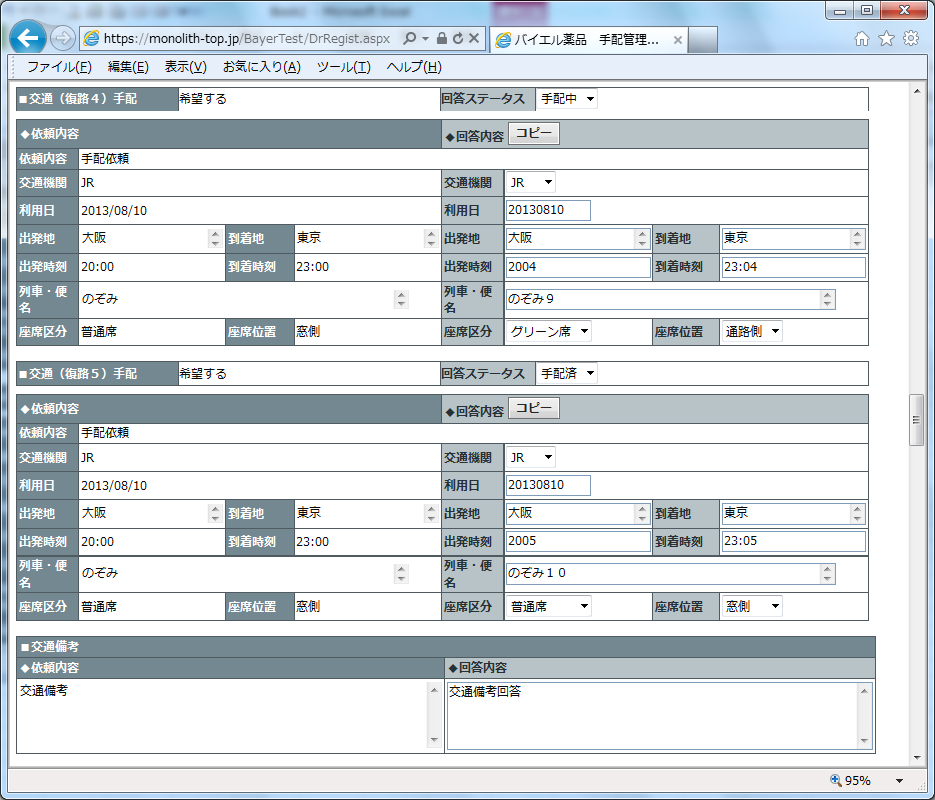 https://monolith-top.jp/BayerTest/DrRegist.aspx
バイエル薬品　手配管理...
ファイル(F) 編集(E) 表示(V) お気に入り(A) ツール(T) ヘルプ(H)
■交通（復路４）手配 希望する 回答ステータス 手配中
◆依頼内容 ◆回答内容 コピー
依頼内容 手配依頼
交通機関 JR 交通機関 JR
利用日 2013/08/10 利用日 20130810
出発地 大阪 到着地 東京 出発地 大阪 到着地 東京
出発時刻 20:00 到着時刻 23:00 出発時刻 2004 到着時刻 23:04
列車・便名 のぞみ 列車・便名 のぞみ９
座席区分 普通席 座席位置 窓側 座席区分 グリーン席 座席位置 通路側
■交通（復路５）手配 希望する 回答ステータス 手配済
◆依頼内容 ◆回答内容 コピー
依頼内容 手配依頼
交通機関 JR 交通機関 JR
利用日 2013/08/10 利用日 20130810
出発地 大阪 到着地 東京 出発地 大阪 到着地 東京
出発時刻 20:00 到着時刻 23:00 出発時刻 2005 到着時刻 23:05
列車・便名 のぞみ 列車・便名 のぞみ１０
座席区分 普通席 座席位置 窓側 座席区分 普通席 座席位置 窓側
■交通備考
◆依頼内容 ◆回答内容
交通備考 交通備考回答
95%